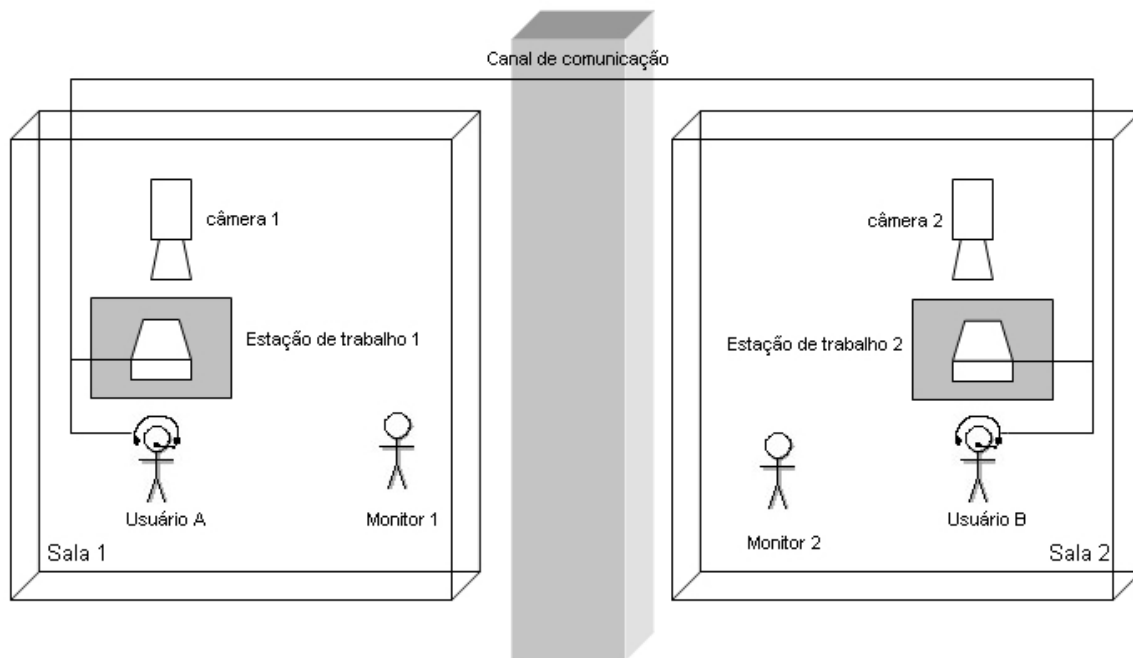 Canal de comunicação
câmera 1
Estação de trabalho 1
Usuário A
Monitor 1
Sala 1
câmera 2
Estação de trabalho 2
Monitor 2
Usuário B
Sala 2